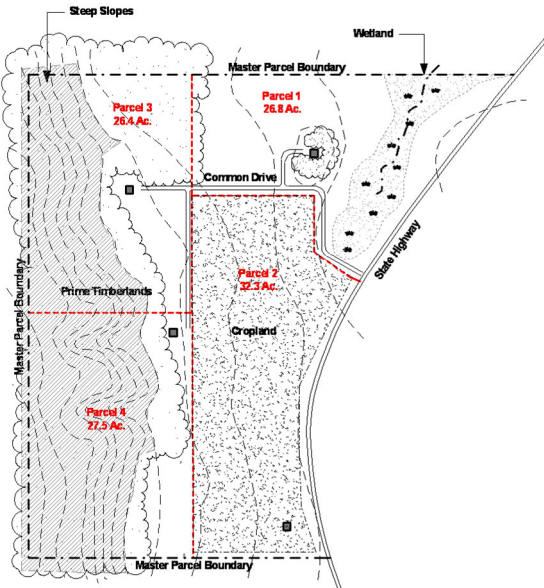 Steep Slopes
Wetland
Master Parcel Boundary
Parcel 1
26.8 Ac.
Parcel 3
26.4 Ac.
Common Drive
State Highway
Parcel 2
32.3 Ac.
Prime Timberlands
Master Parcel Boundary
Cropland
Parcel 4
27.5 Ac.
Master Parcel Boundary